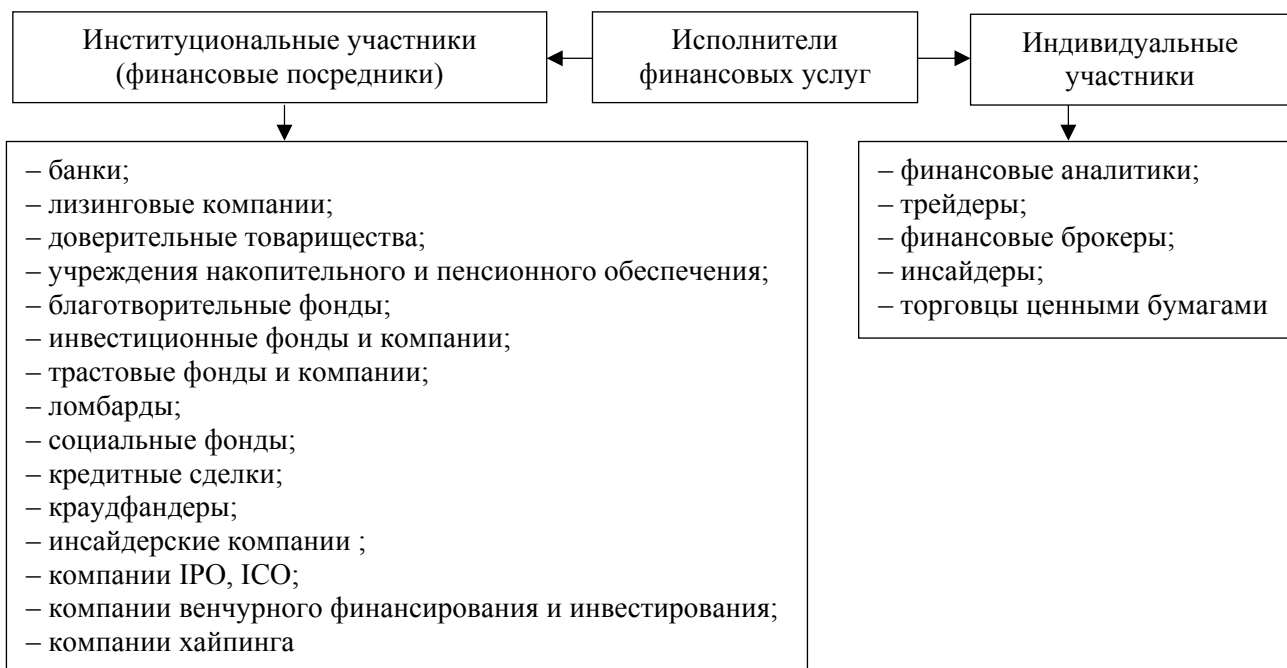 Институциональные участники
(финансовые посредники)
Исполнители
финансовых услуг
Индивидуальные
участники
– банки;
– лизинговые компании;
– доверительные товарищества;
– учреждения накопительного и пенсионного обеспечения;
– благотворительные фонды;
– инвестиционные фонды и компании;
– трастовые фонды и компании;
– ломбарды;
– социальные фонды;
– кредитные сделки;
– краудфандеры;
– инсайдерские компании ;
– компании IPO, ICO;
– компании венчурного финансирования и инвестирования;
– компании хайпинга
– финансовые аналитики;
– трейдеры;
– финансовые брокеры;
– инсайдеры;
– торговцы ценными бумагами